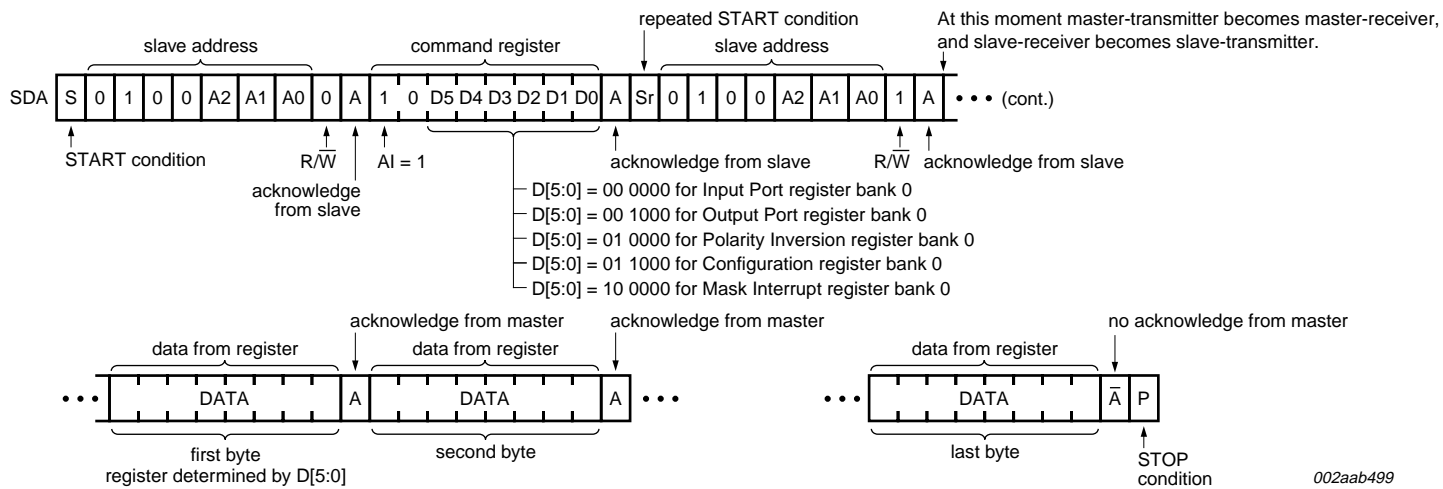 repeated START condition
At this moment master-transmitter becomes master-receiver,
and slave-receiver becomes slave-transmitter.
slave address
command register
slave address
SDA S 0 1 0 0 A2 A1 A0 0 A 1 0 D5 D4 D3 D2 D1 D0 A Sr 0 1 0 0 A2 A1 A0 1 A (cont.)
START condition
R/W̅
AI = 1
acknowledge from slave
R/W̅
acknowledge from slave
acknowledge
from slave
D[5:0] = 00 0000 for Input Port register bank 0
D[5:0] = 00 1000 for Output Port register bank 0
D[5:0] = 01 0000 for Polarity Inversion register bank 0
D[5:0] = 01 1000 for Configuration register bank 0
D[5:0] = 10 0000 for Mask Interrupt register bank 0
acknowledge from master
acknowledge from master
no acknowledge from master
data from register
data from register
data from register
DATA A DATA A DATA A̅ P
first byte
register determined by D[5:0]
second byte
last byte
STOP
condition
002aab499